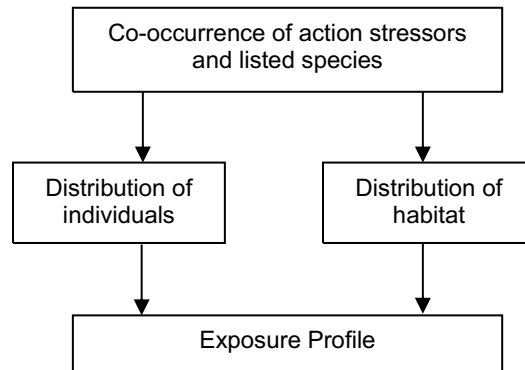 Co-occurrence of action stressors
and listed species
Distribution of
individuals
Distribution of
habitat
Exposure Profile